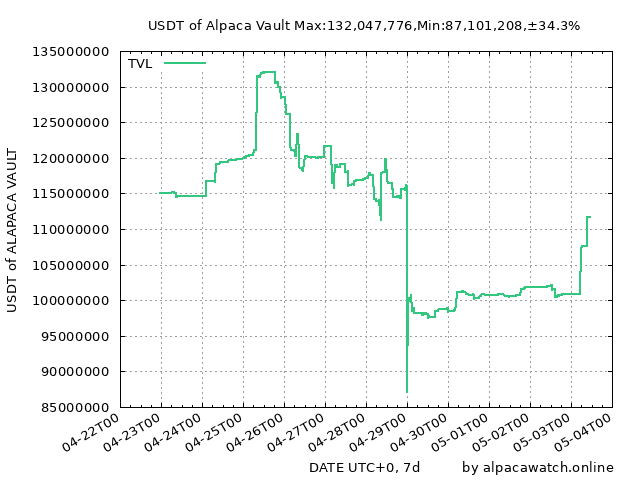 USDT of Alpaca Vault Max:132,047,776,Min:87,101,208,±34.3%
TVL
135000000
130000000
125000000
120000000
115000000
110000000
105000000
100000000
95000000
90000000
85000000
USDT of ALAPACA VAULT
04-22T00
04-23T00
04-24T00
04-25T00
04-26T00
04-27T00
04-28T00
04-29T00
04-30T00
05-01T00
05-02T00
05-03T00
05-04T00
DATE UTC+0, 7d
by alpacawatch.online